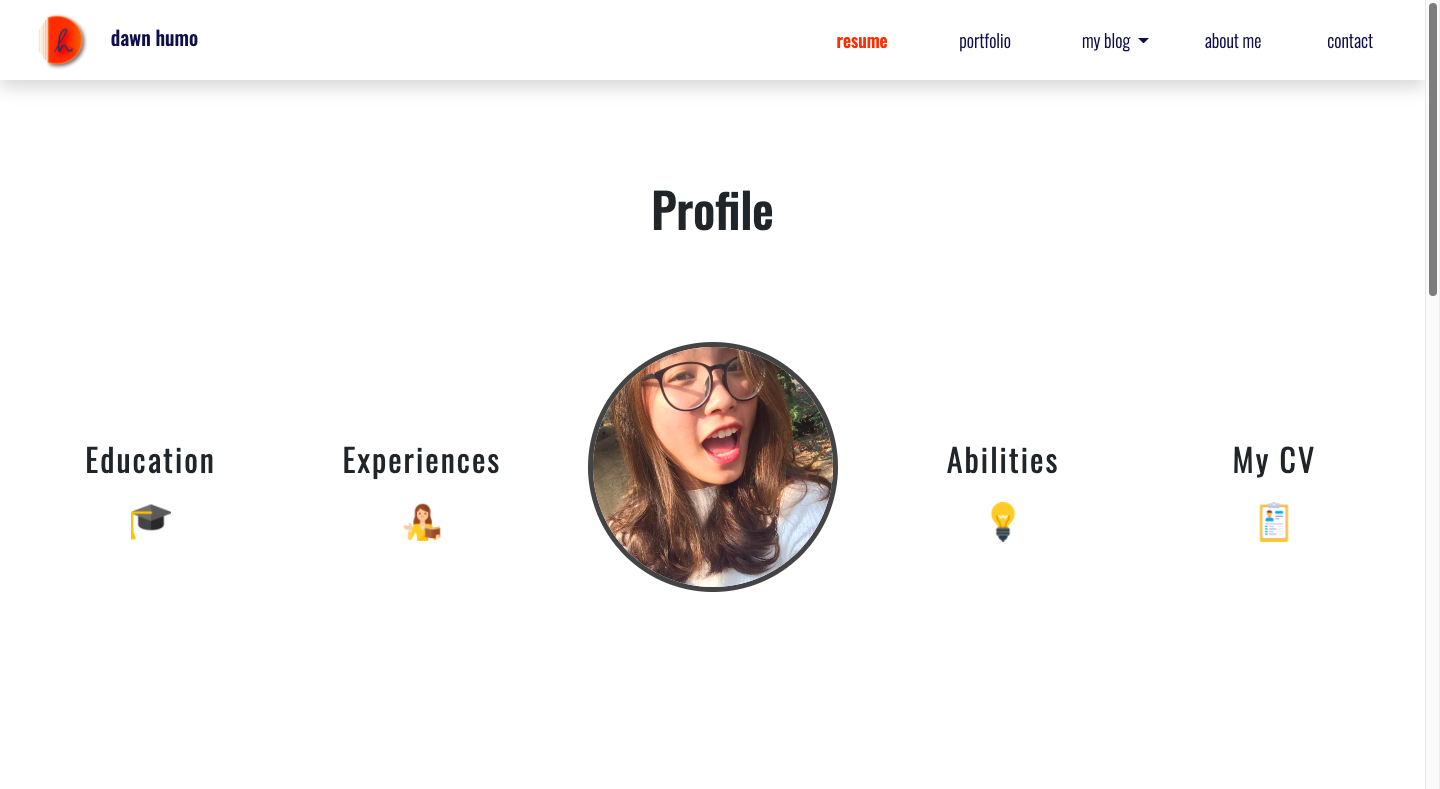 h
dawn humo
resume
portfolio
my blog
about me
contact
Profile
Education
Experiences
Abilities
My CV